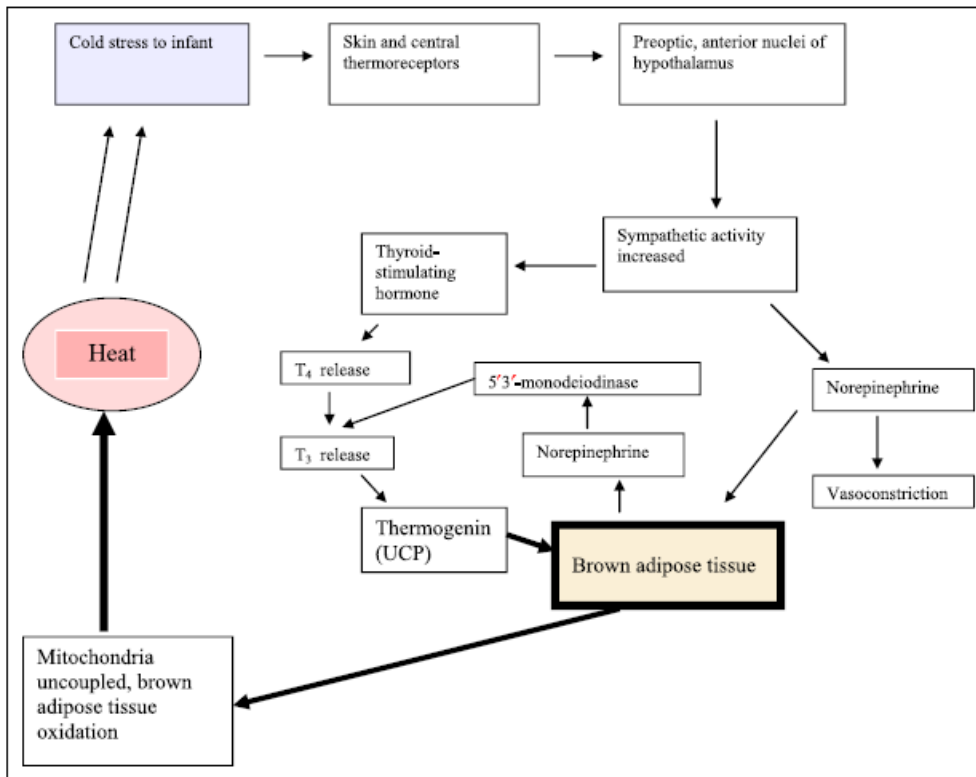 Cold stress to infant
Skin and central
thermoreceptors
Preoptic, anterior nuclei of
hypothalamus
Sympathetic activity
increased
Thyroid-
stimulating
hormone
Heat
T₄ release
5′3′-monodeiodinase
Norepinephrine
T₃ release
Norepinephrine
Vasoconstriction
Thermogenin
(UCP)
Brown adipose tissue
Mitochondria
uncoupled, brown
adipose tissue
oxidation